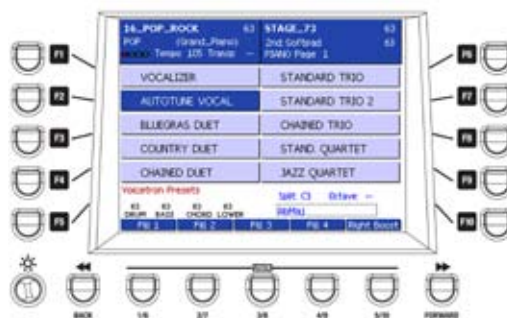 16_POP_ROCK 63 STAGE_73 63
POP (Grand_Piano) 2nd: Softpad 63
Tempo 105 Transp -- PIANO Page 1
F1 F6
VOCALIZER STANDARD TRIO
F2 AUTOTUNE VOCAL STANDARD TRIO 2 F7
F3 BLUEGRAS DUET CHAINED TRIO F8
COUNTRY DUET STAND. QUARTET
F4 CHAINED DUET JAZZ QUARTET F9
Voicetron Presets Split C3 Octave --
63 63 63 63
DRUM BASS CHORD LOWER
F5 Fill 1 Fill 2 Fill 3 Fill 4 Right Boost F10
BACK 1/6 2/7 3/8 4/9 5/10 FORWARD